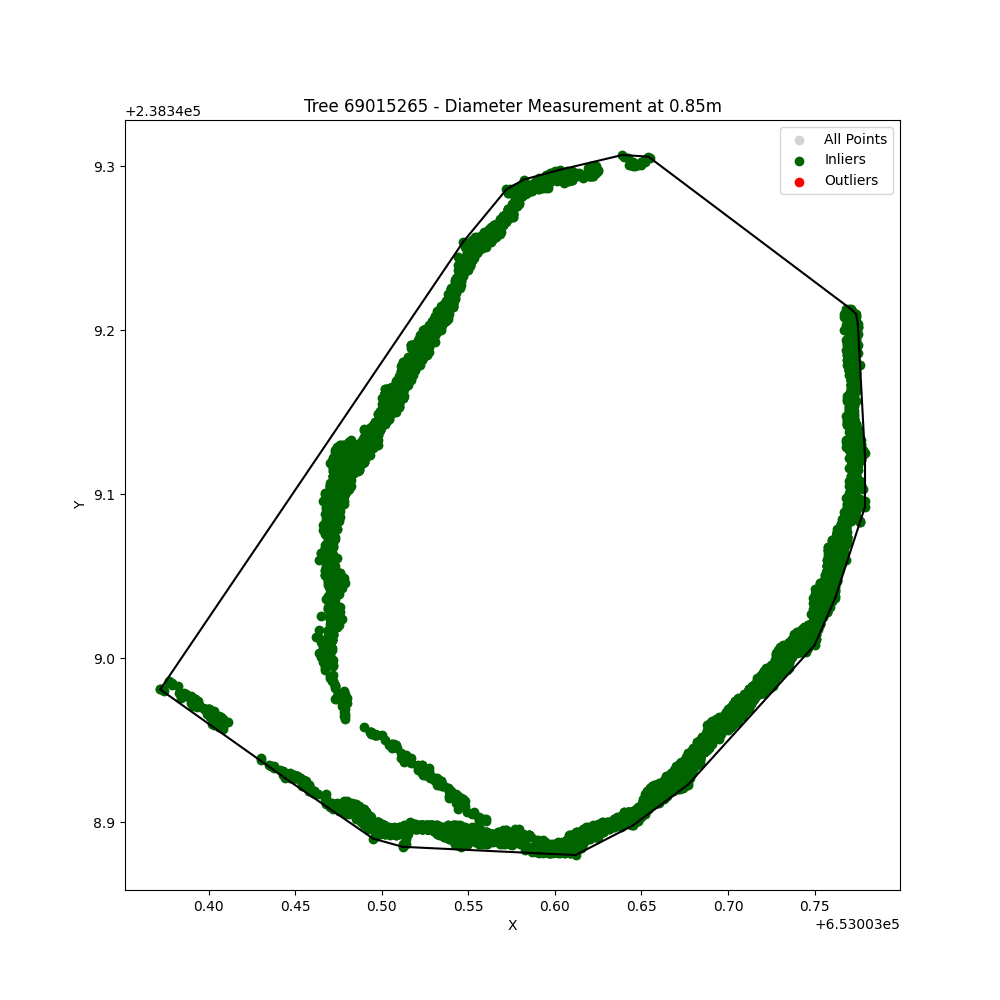 Tree 69015265 - Diameter Measurement at 0.85m
+2.3834e5
All Points
Inliers
Outliers
9.3
9.2
9.1
9.0
8.9
Y
0.40 0.45 0.50 0.55 0.60 0.65 0.70 0.75
X
+6.53003e5